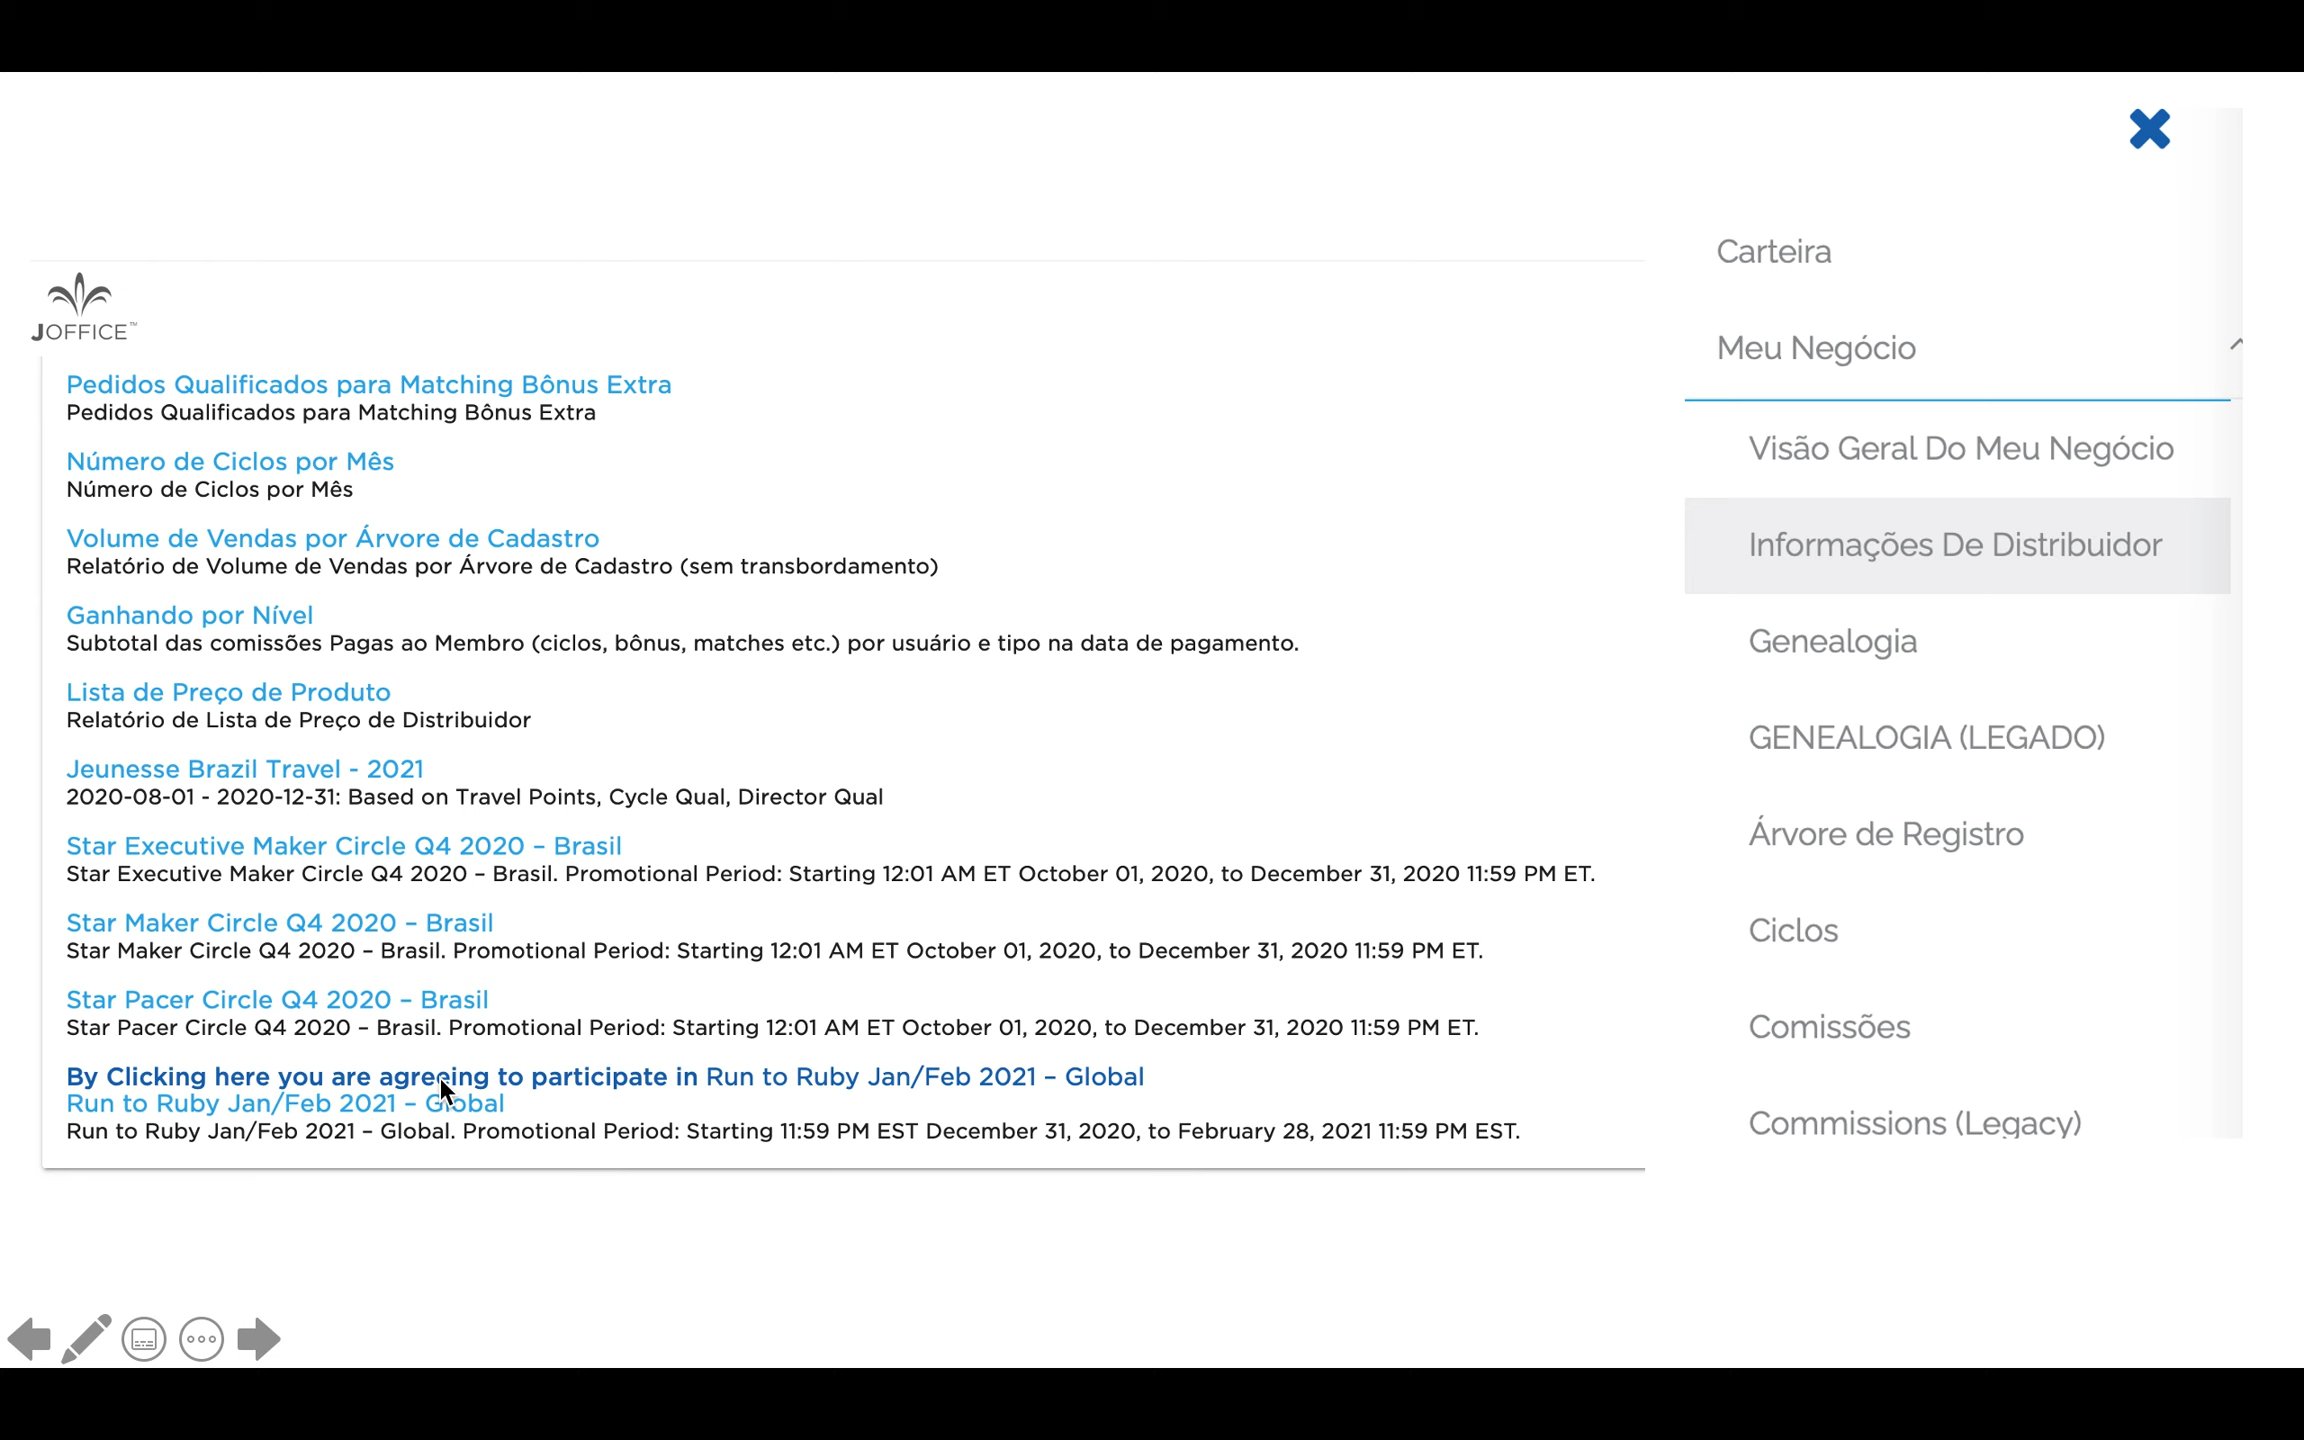 JOFFICE™
Pedidos Qualificados para Matching Bônus Extra
Pedidos Qualificados para Matching Bônus Extra
Número de Ciclos por Mês
Número de Ciclos por Mês
Volume de Vendas por Árvore de Cadastro
Relatório de Volume de Vendas por Árvore de Cadastro (sem transbordamento)
Ganhando por Nível
Subtotal das comissões Pagas ao Membro (ciclos, bônus, matches etc.) por usuário e tipo na data de pagamento.
Lista de Preço de Produto
Relatório de Lista de Preço de Distribuidor
Jeunesse Brazil Travel - 2021
2020-08-01 - 2020-12-31: Based on Travel Points, Cycle Qual, Director Qual
Star Executive Maker Circle Q4 2020 – Brasil
Star Executive Maker Circle Q4 2020 – Brasil. Promotional Period: Starting 12:01 AM ET October 01, 2020, to December 31, 2020 11:59 PM ET.
Star Maker Circle Q4 2020 – Brasil
Star Maker Circle Q4 2020 – Brasil. Promotional Period: Starting 12:01 AM ET October 01, 2020, to December 31, 2020 11:59 PM ET.
Star Pacer Circle Q4 2020 – Brasil
Star Pacer Circle Q4 2020 – Brasil. Promotional Period: Starting 12:01 AM ET October 01, 2020, to December 31, 2020 11:59 PM ET.
By Clicking here you are agreeing to participate in Run to Ruby Jan/Feb 2021 – Global
Run to Ruby Jan/Feb 2021 – Global
Run to Ruby Jan/Feb 2021 – Global. Promotional Period: Starting 11:59 PM EST December 31, 2020, to February 28, 2021 11:59 PM EST.
Carteira
Meu Negócio
Visão Geral Do Meu Negócio
Informações De Distribuidor
Genealogia
GENEALOGIA (LEGADO)
Árvore de Registro
Ciclos
Comissões
Commissions (Legacy)